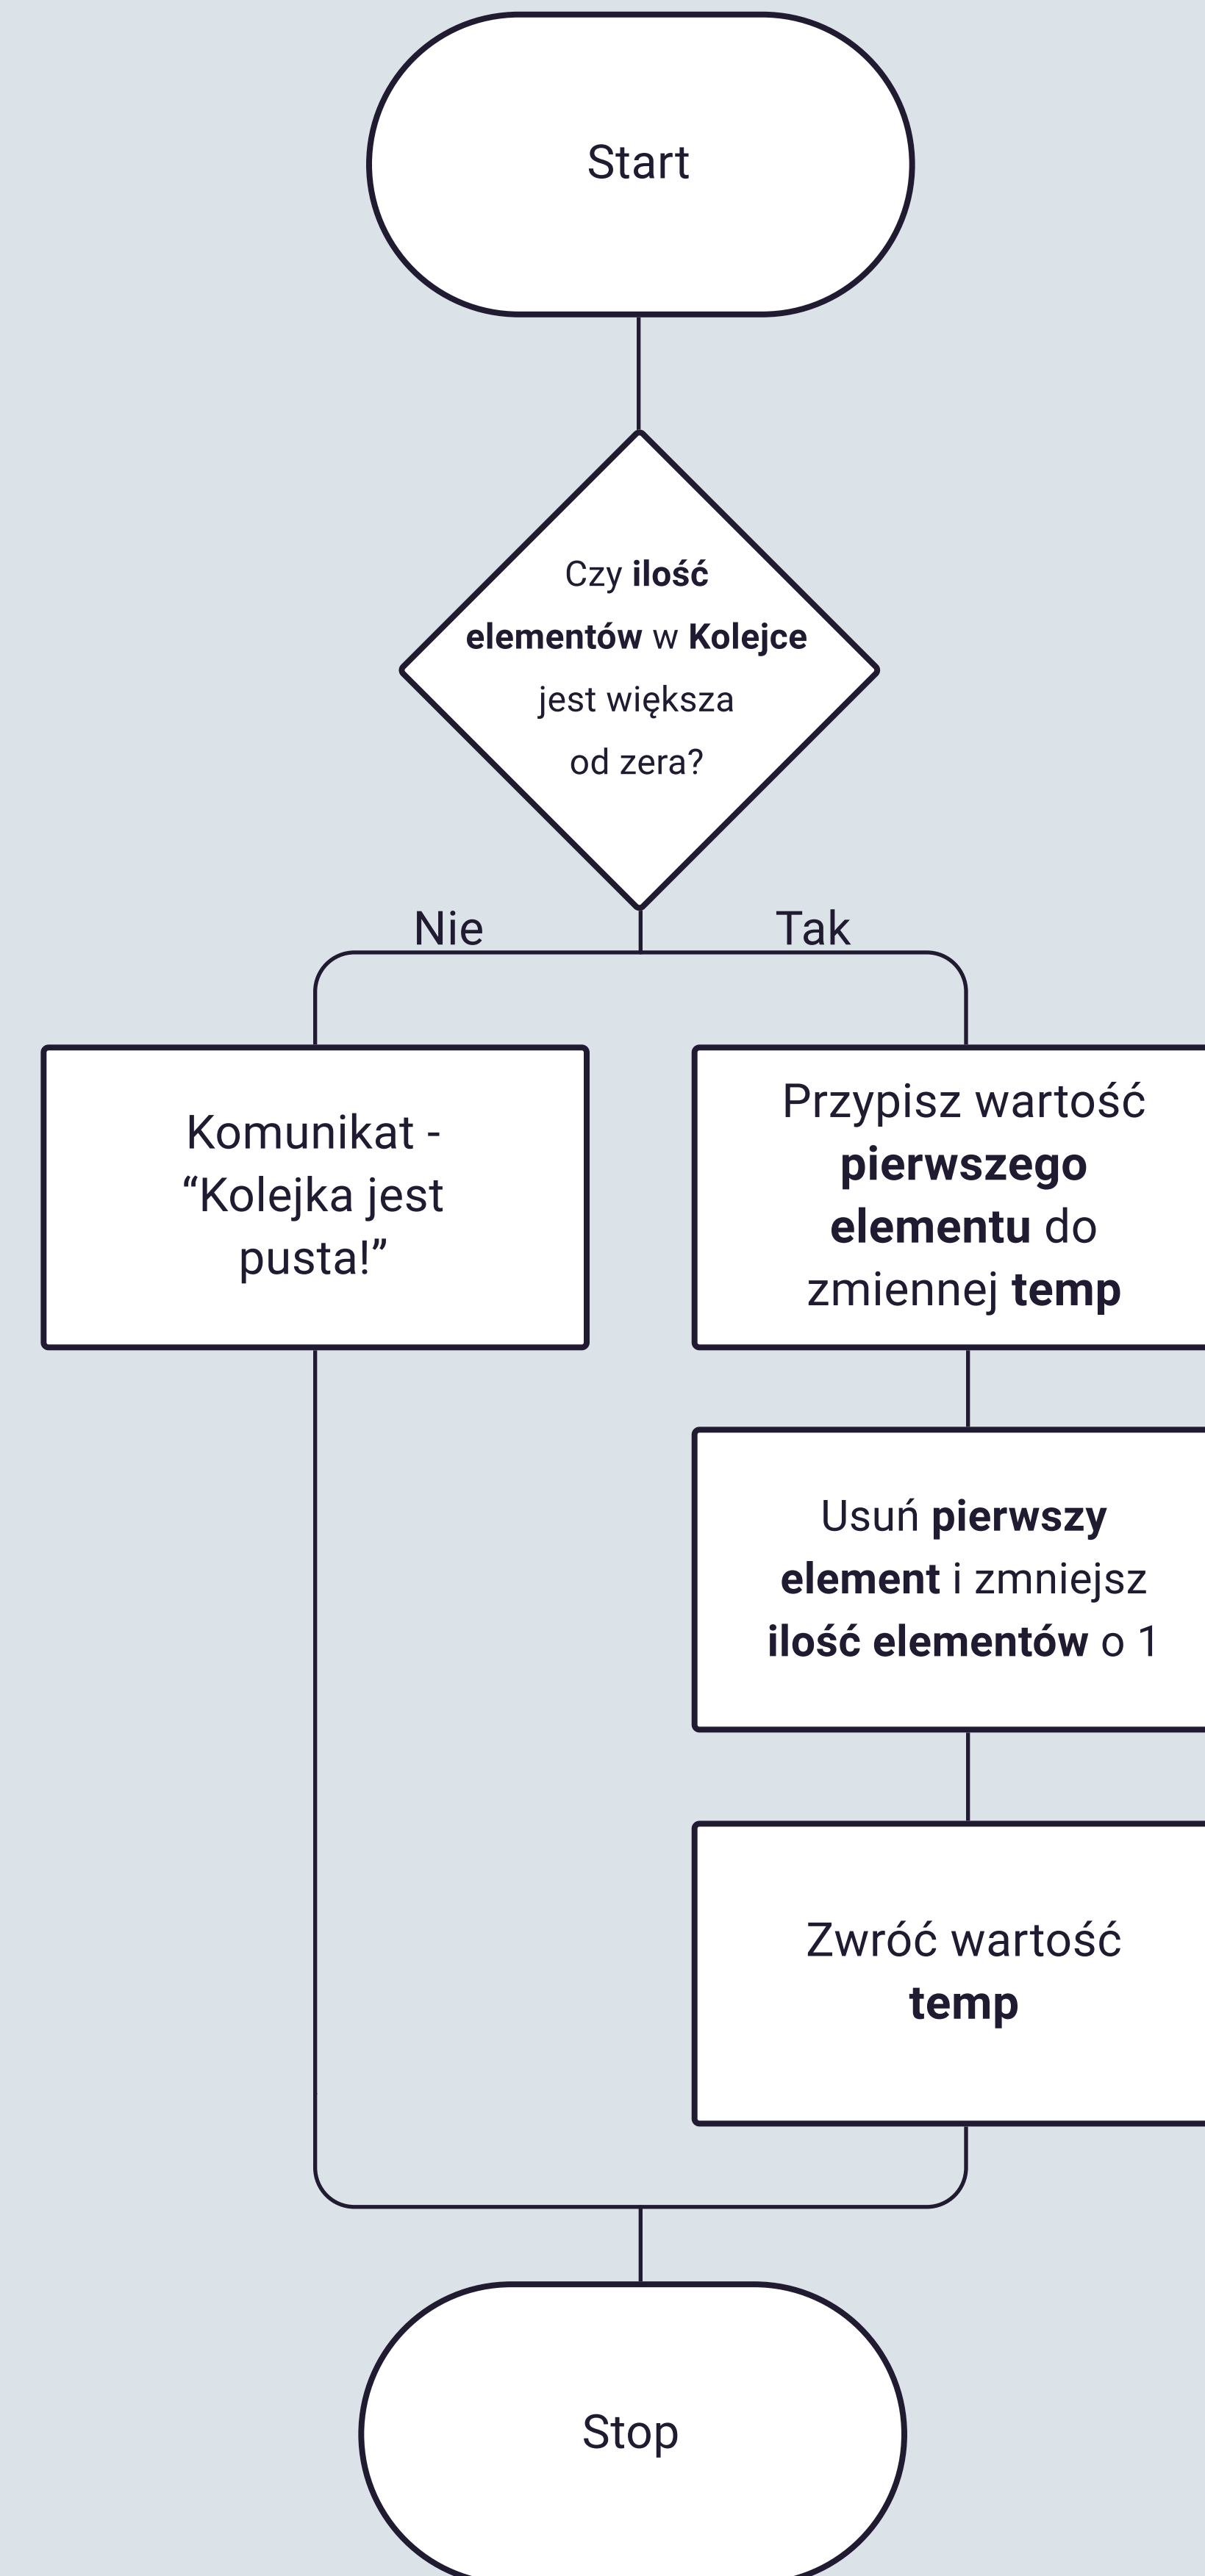 Start
Czy ilość
elementów w Kolejce
jest większa
od zera?
Nie
Tak
Komunikat -
“Kolejka jest
pusta!”
Przypisz wartość
pierwszego
elementu do
zmiennej temp
Usuń pierwszy
element i zmniejsz
ilość elementów o 1
Zwróć wartość
temp
Stop